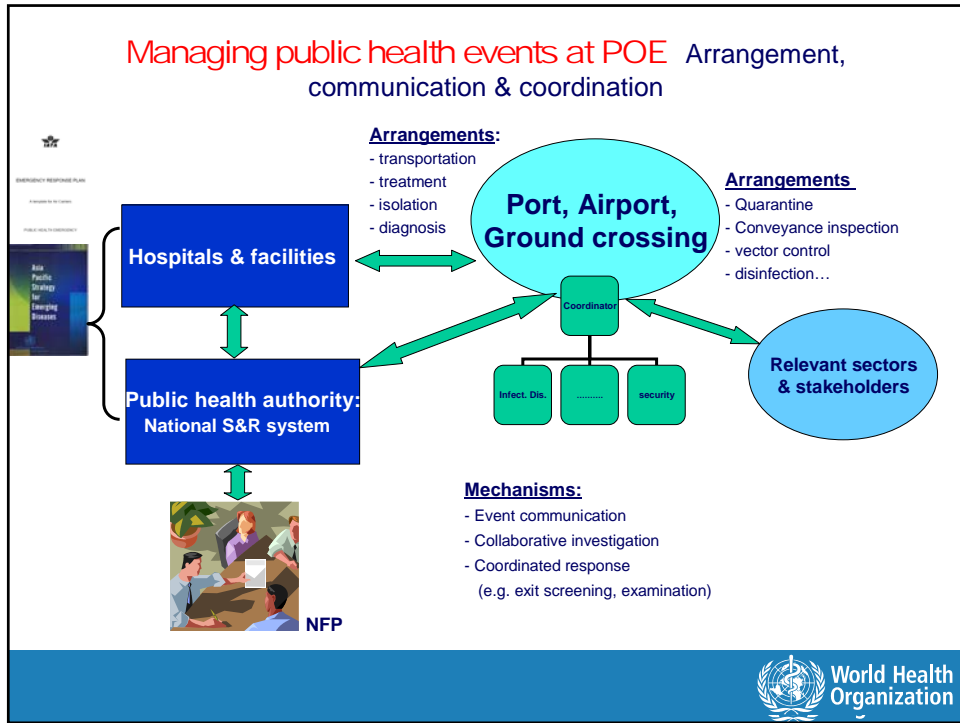 Managing public health events at POE Arrangement,
communication & coordination
IATA
EMERGENCY RESPONSE PLAN
PUBLIC HEALTH EMERGENCY
Asia
Pacific
Strategy
for
Emerging
Diseases
Hospitals & facilities
Public health authority:
National S&R system
NFP
Arrangements:
- transportation
- treatment
- isolation
- diagnosis
Port, Airport,
Ground crossing
Coordinator
Infect. Dis.
..........
security
Arrangements
- Quarantine
- Conveyance inspection
- vector control
- disinfection…
Relevant sectors
& stakeholders
Mechanisms:
- Event communication
- Collaborative investigation
- Coordinated response
(e.g. exit screening, examination)
World Health
Organization